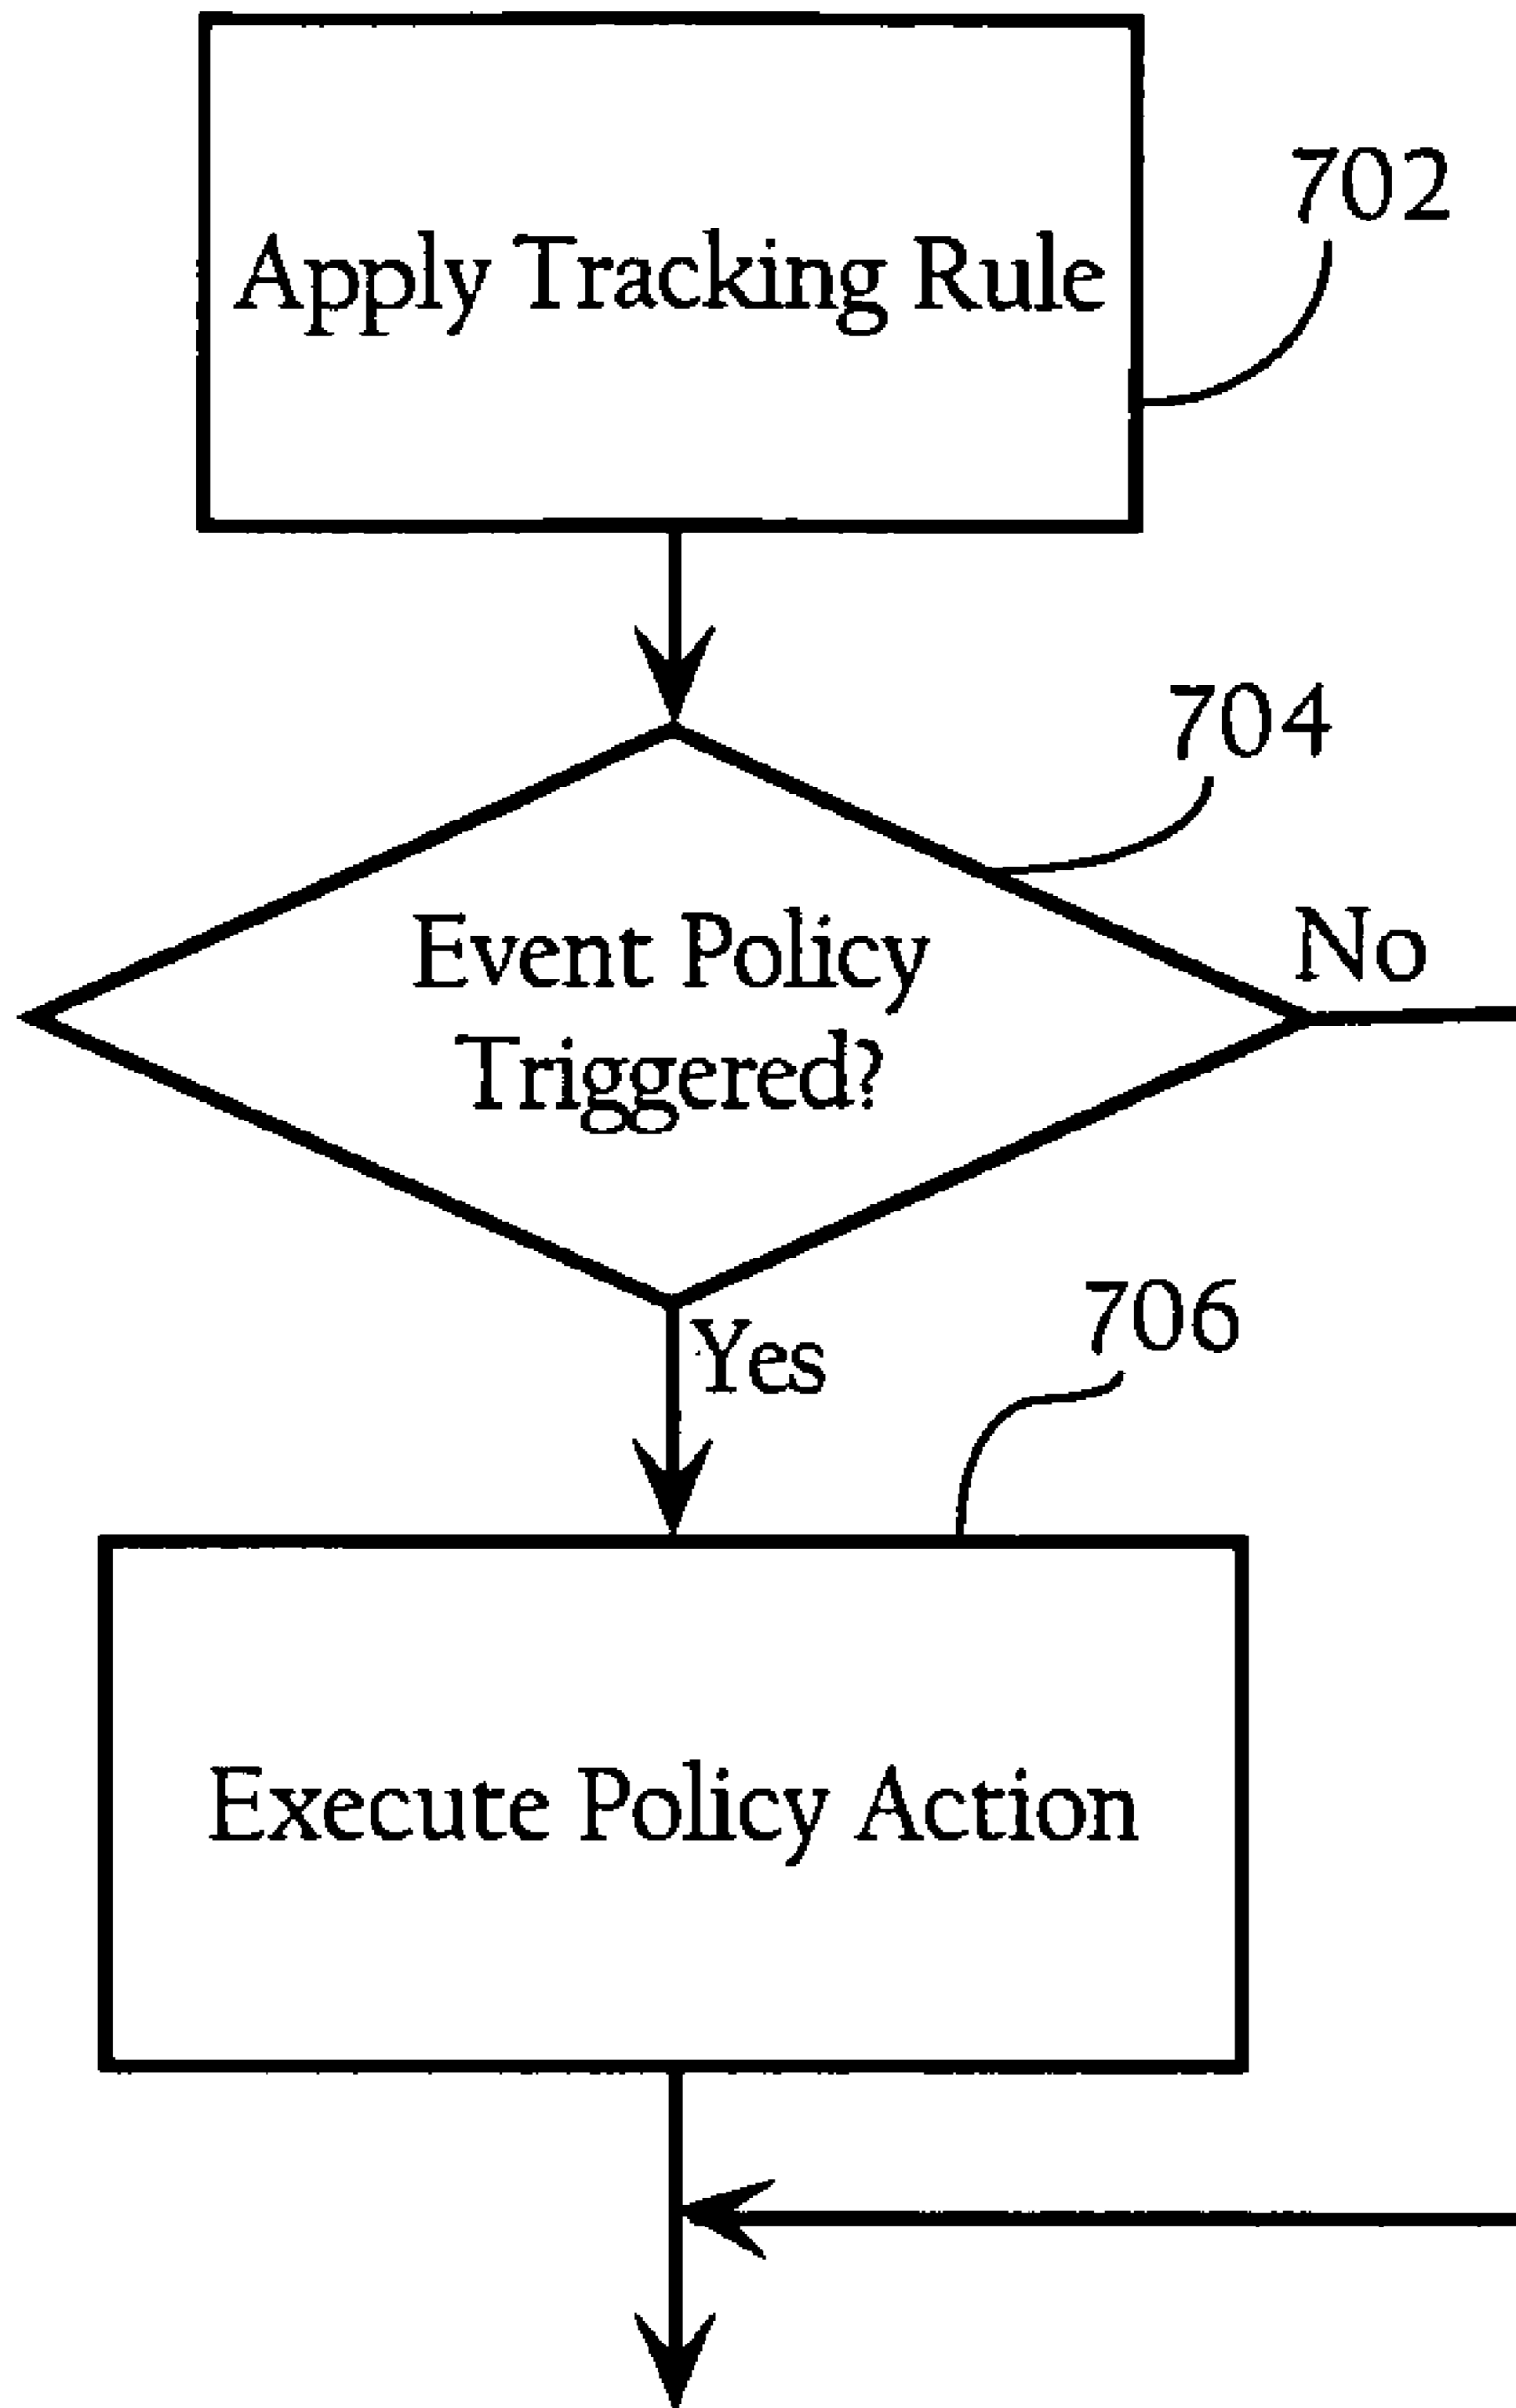 702
Apply Tracking Rule
704
Event Policy
Triggered?
No
Yes
706
Execute Policy Action